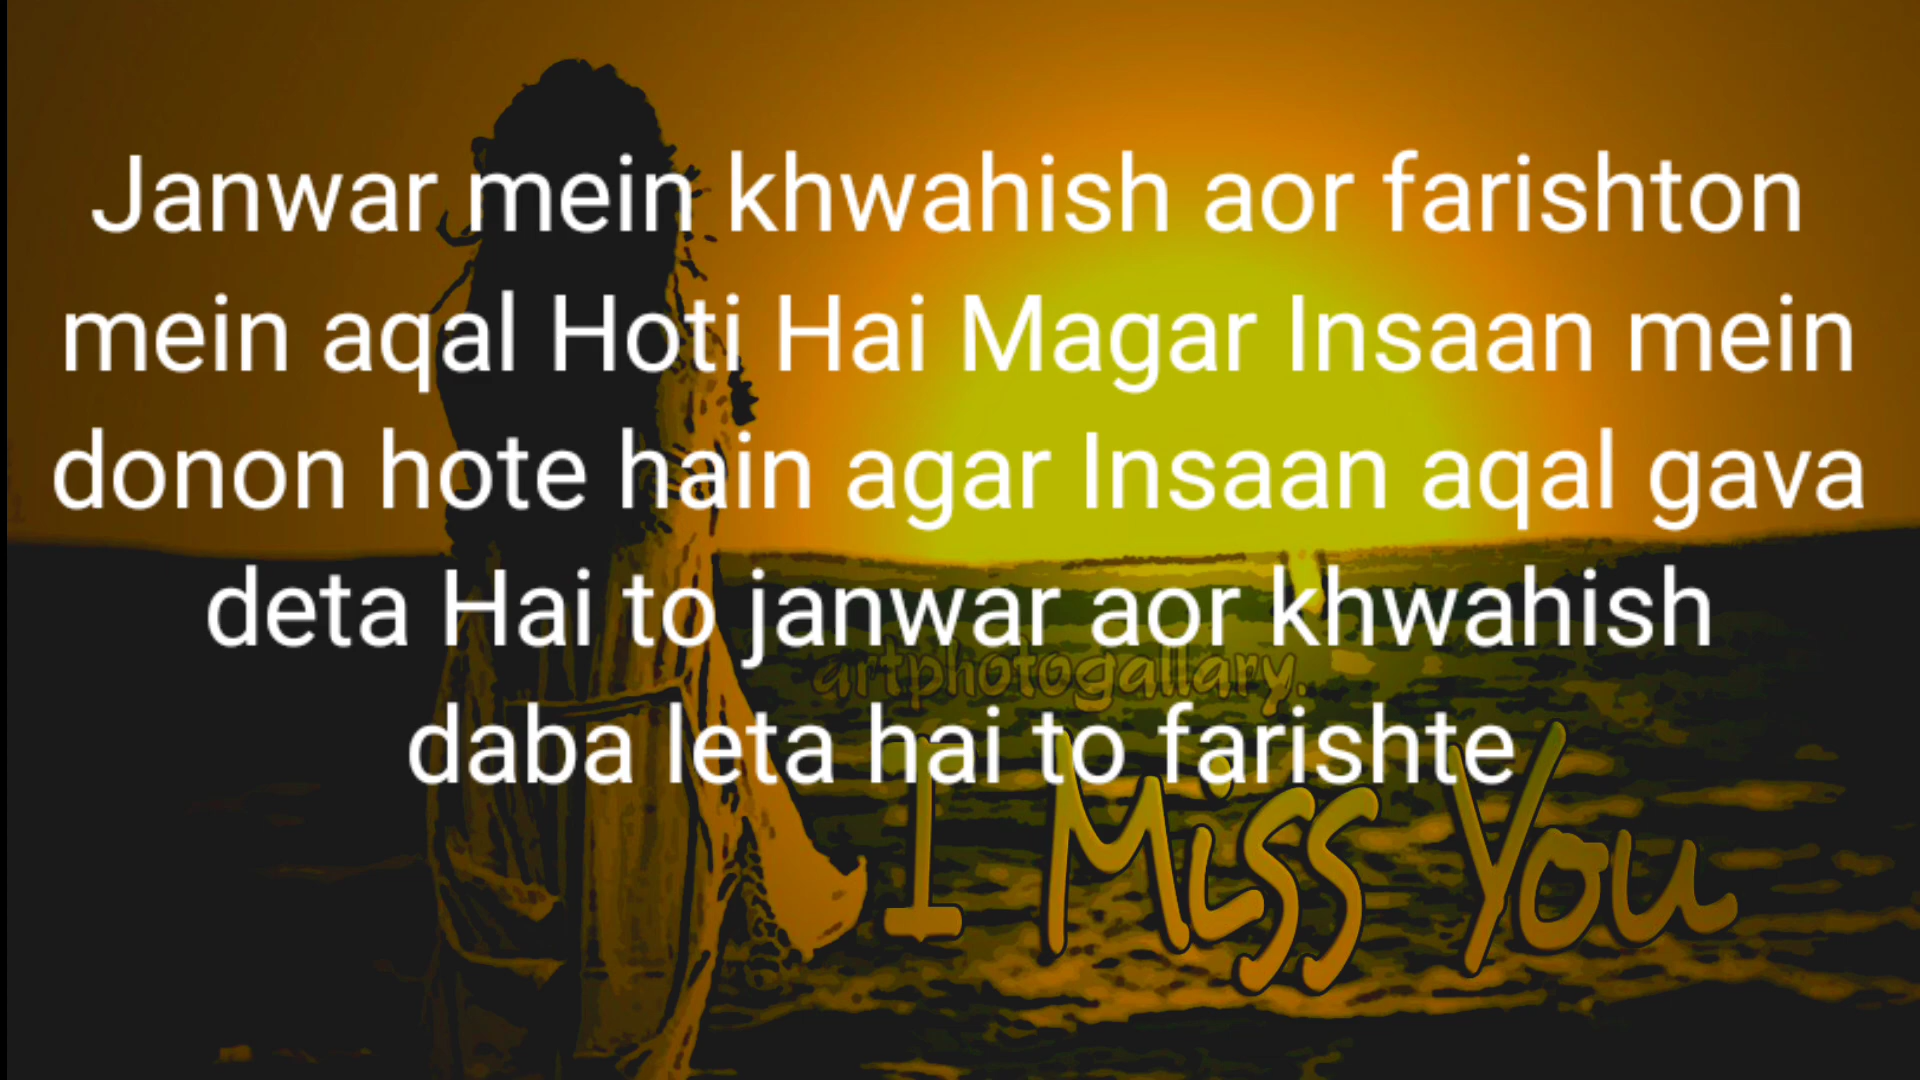 Janwar mein khwahish aor farishton
mein aqal Hoti Hai Magar Insaan mein
donon hote hain agar Insaan aqal gava
deta Hai to janwar aor khwahish
artphotogallary.
daba leta hai to farishte
I Miss You